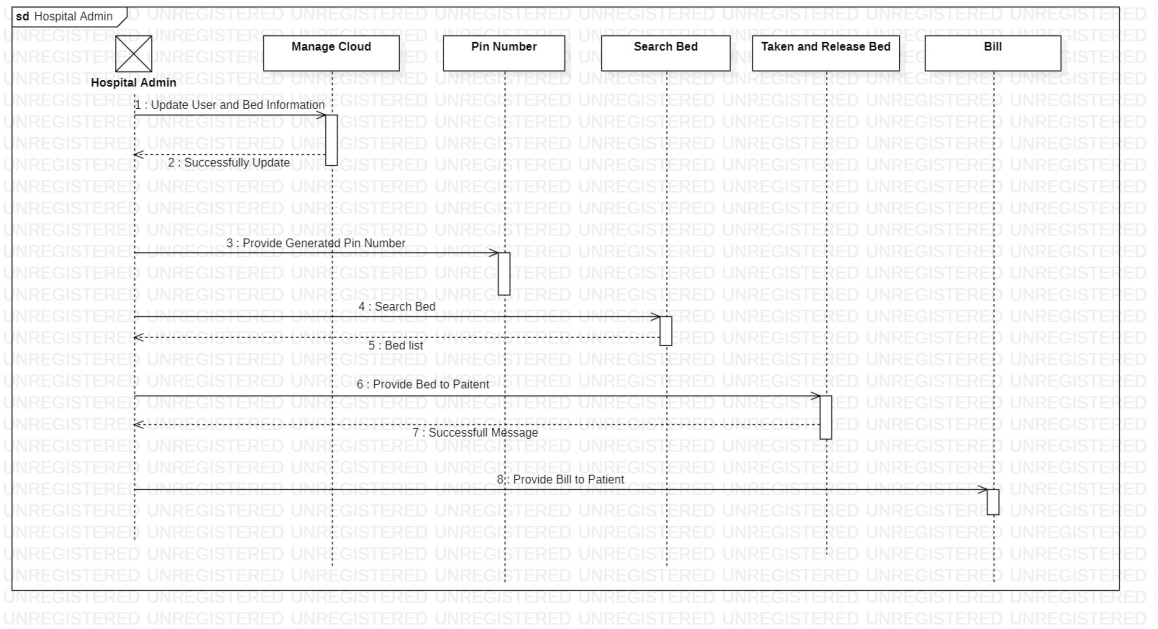 sd Hospital Admin
Hospital Admin
Manage Cloud
Pin Number
Search Bed
Taken and Release Bed
Bill
1 : Update User and Bed Information
2 : Successfully Update
3 : Provide Generated Pin Number
4 : Search Bed
5 : Bed list
6 : Provide Bed to Paitent
7 : Successfull Message
8 : Provide Bill to Patient
UNREGISTERED